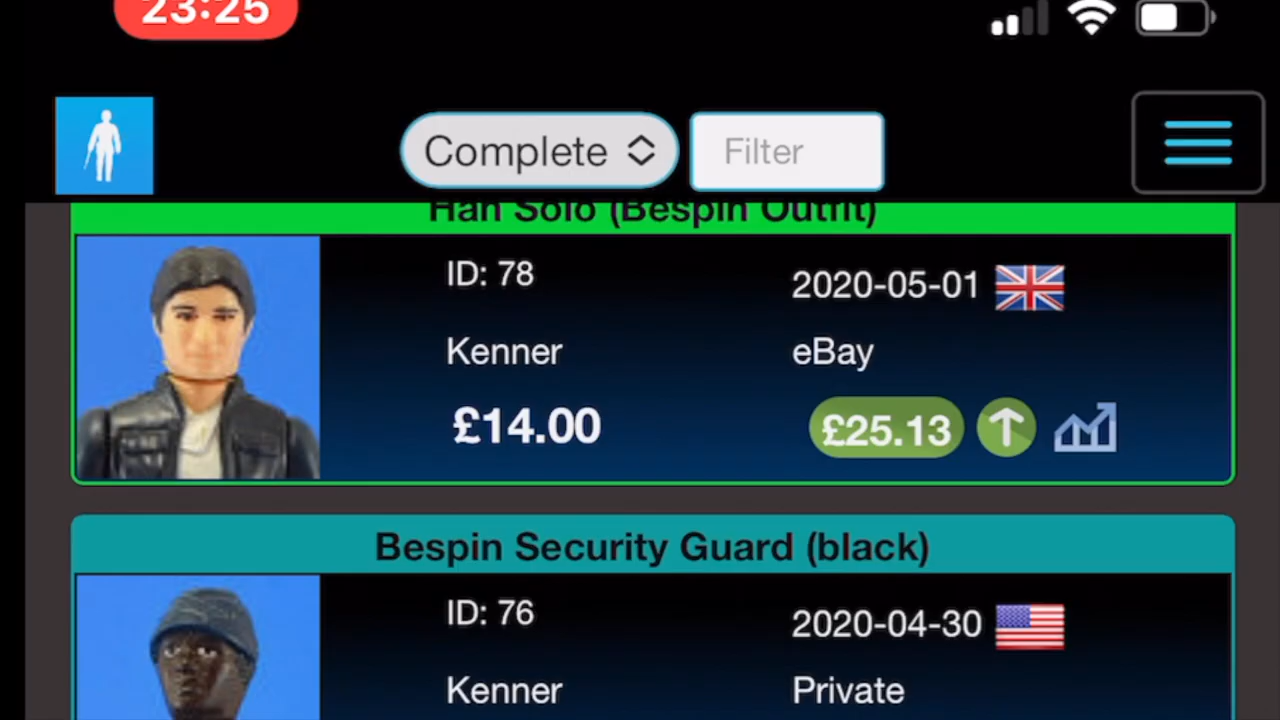 23:25
Complete
Filter
Han Solo (Bespin Outfit)
ID: 78
2020-05-01
Kenner
eBay
£14.00
£25.13
Bespin Security Guard (black)
ID: 76
2020-04-30
Kenner
Private